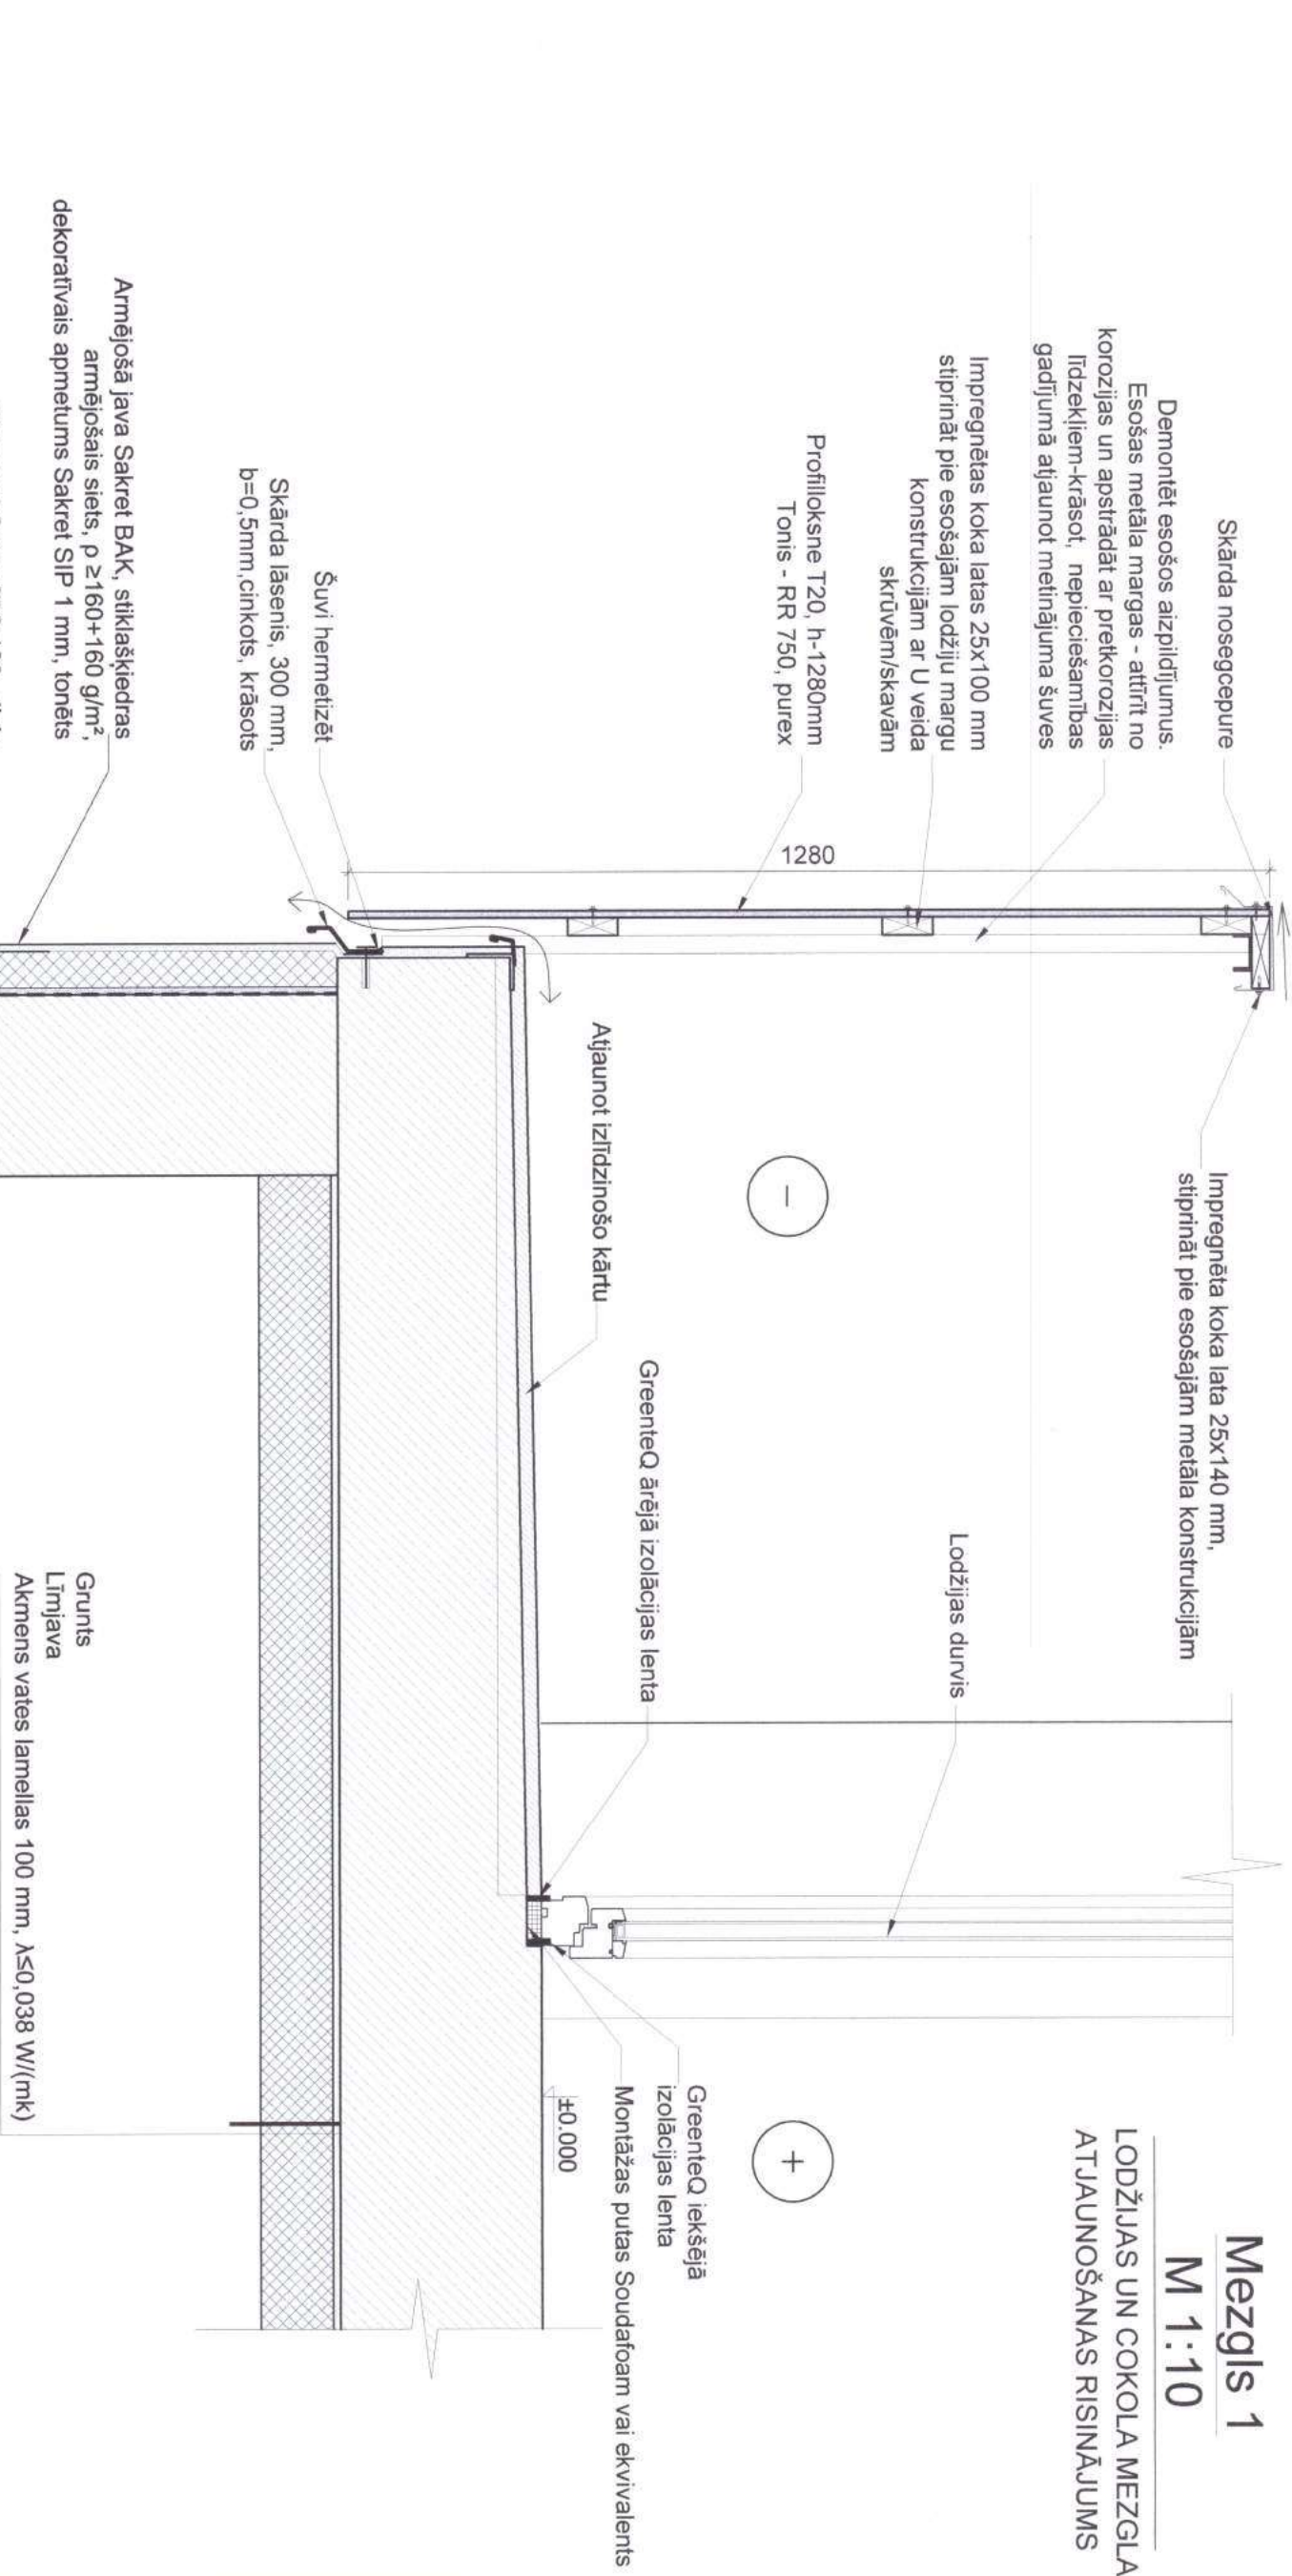 Mezgls 1
M 1:10
LODŽIJAS UN COKOLA MEZGLA
ATJAUNOŠANAS RISINĀJUMS
Skārda nosegcepure
Demontēt esošos aizpildījumus.
Esošas metāla margas - attīrīt no
korozijas un apstrādāt ar pretkorozijas
līdzekļiem-krāsot, nepieciešamības
gadījumā atjaunot metinājuma šuves
Impregnētas koka latas 25x100 mm
stiprināt pie esošajām lodžiju margu
konstrukcijām ar U veida
skrūvēm/skavām
Profilloksne T20, h-1280mm
Tonis - RR 750, purex
1280
Impregnēta koka lata 25x140 mm,
stiprināt pie esošajām metāla konstrukcijām
Lodžijas durvis
–
+
GreenteQ ārējā izolācijas lenta
Atjaunot izlīdzinošo kārtu
GreenteQ iekšējā
izolācijas lenta
Montāžas putas Soudafoam vai ekvivalents
±0.000
Šuvi hermetizēt
Skārda lāsenis, 300 mm,
b=0,5mm,cinkots, krāsots
Armējošā java Sakret BAK, stiklašķiedras
armējošais siets, ρ ≥160+160 g/m²,
dekoratīvais apmetums Sakret SIP 1 mm, tonēts
Grunts
Līmjava
Akmens vates lamellas 100 mm, λ≤0,038 W/(mk)